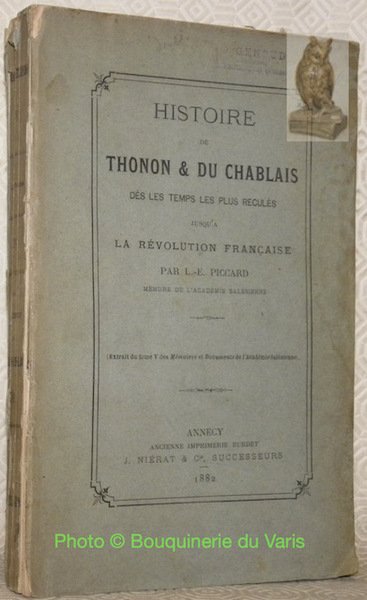 GENOUD
HISTOIRE
DE
THONON & DU CHABLAIS
DÈS LES TEMPS LES PLUS RECULÉS
JUSQU'A
LA RÉVOLUTION FRANÇAISE
PAR L.-E. PICCARD
MEMBRE DE L'ACADÉMIE SALÉSIENNE
(Extrait du tome V des Mémoires et Documents de l'Académie Salésienne)
ANNECY
ANCIENNE IMPRIMERIE BURDET
J. NIÉRAT & Cie, SUCCESSEURS
1882
Photo © Bouquinerie du Varis